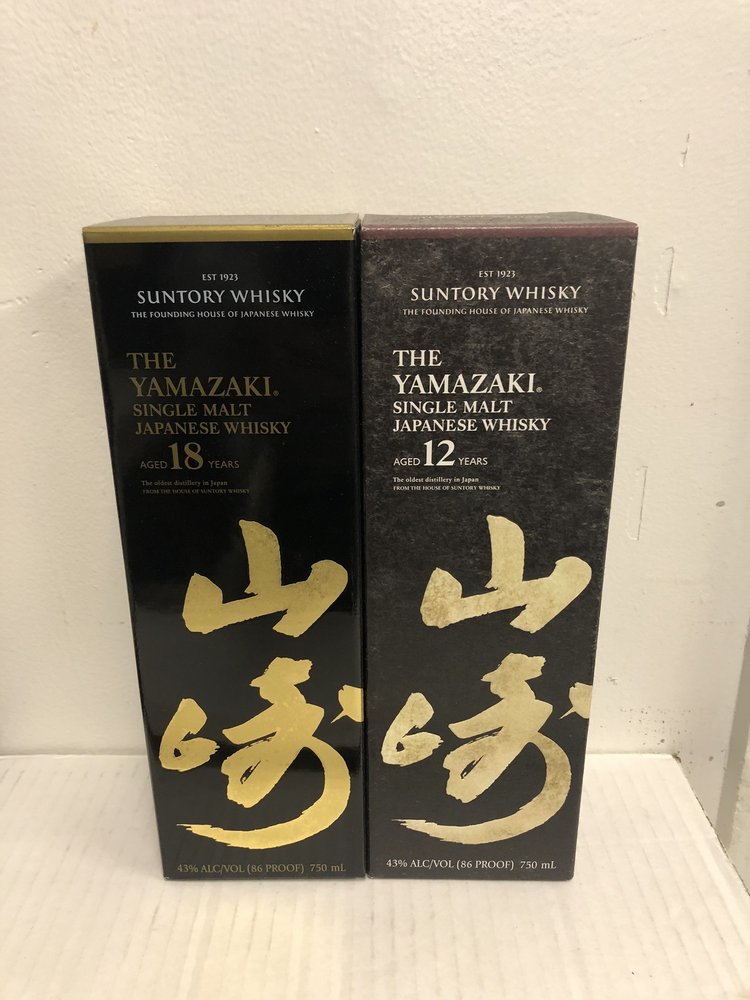 EST 1923
SUNTORY WHISKY
THE FOUNDING HOUSE OF JAPANESE WHISKY
THE
YAMAZAKI®
SINGLE MALT
JAPANESE WHISKY
AGED 18 YEARS
The oldest distillery in Japan
FROM THE HOUSE OF SUNTORY WHISKY
山
崎
43% ALC/VOL (86 PROOF) 750 mL
EST 1923
SUNTORY WHISKY
THE FOUNDING HOUSE OF JAPANESE WHISKY
THE
YAMAZAKI®
SINGLE MALT
JAPANESE WHISKY
AGED 12 YEARS
The oldest distillery in Japan
FROM THE HOUSE OF SUNTORY WHISKY
山
崎
43% ALC/VOL (86 PROOF) 750 mL